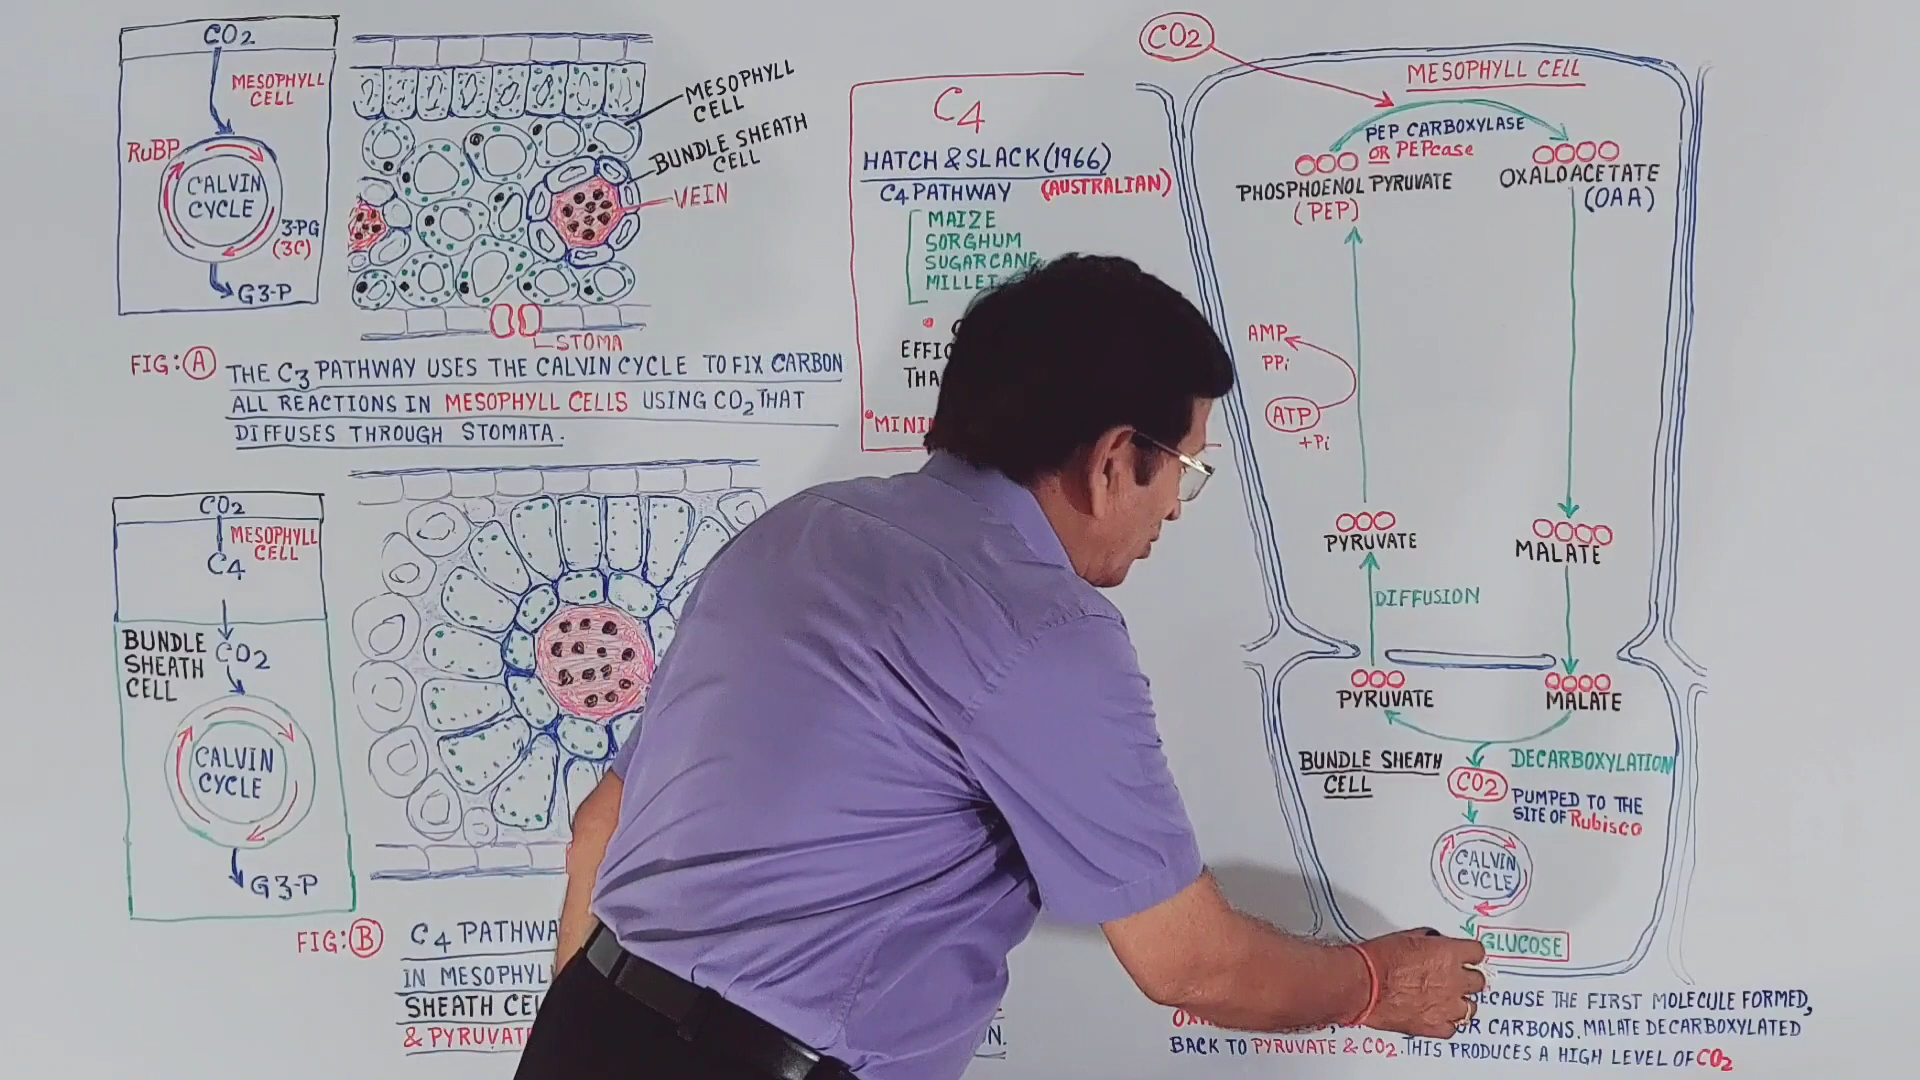 CO2
MESOPHYLL
CELL
RuBP
CALVIN
CYCLE
3-PG
(3C)
G3-P
MESOPHYLL
CELL
BUNDLE SHEATH
CELL
VEIN
STOMA
FIG: A THE C3 PATHWAY USES THE CALVIN CYCLE TO FIX CARBON
ALL REACTIONS IN MESOPHYLL CELLS USING CO2 THAT
DIFFUSES THROUGH STOMATA.
CO2
MESOPHYLL
CELL
C4
BUNDLE
SHEATH
CELL
CO2
CALVIN
CYCLE
G3-P
FIG: B C4 PATHWA
IN MESOPHYL
SHEATH CEL
& PYRUVAT
N.
C4
HATCH & SLACK (1966)
C4 PATHWAY (AUSTRALIAN)
MAIZE
SORGHUM
SUGARCANE
MILLET
EFFIC
THA
MINI
CO2
MESOPHYLL CELL
PEP CARBOXYLASE
OR PEPcase
PHOSPHOENOL PYRUVATE
(PEP)
OXALOACETATE
(OAA)
AMP
PPi
ATP
+Pi
PYRUVATE
MALATE
DIFFUSION
PYRUVATE
MALATE
BUNDLE SHEATH
CELL
DECARBOXYLATION
CO2
PUMPED TO THE
SITE OF Rubisco
CALVIN
CYCLE
GLUCOSE
BECAUSE THE FIRST MOLECULE FORMED,
CARBONS. MALATE DECARBOXYLATED
BACK TO PYRUVATE & CO2. THIS PRODUCES A HIGH LEVEL OF CO2